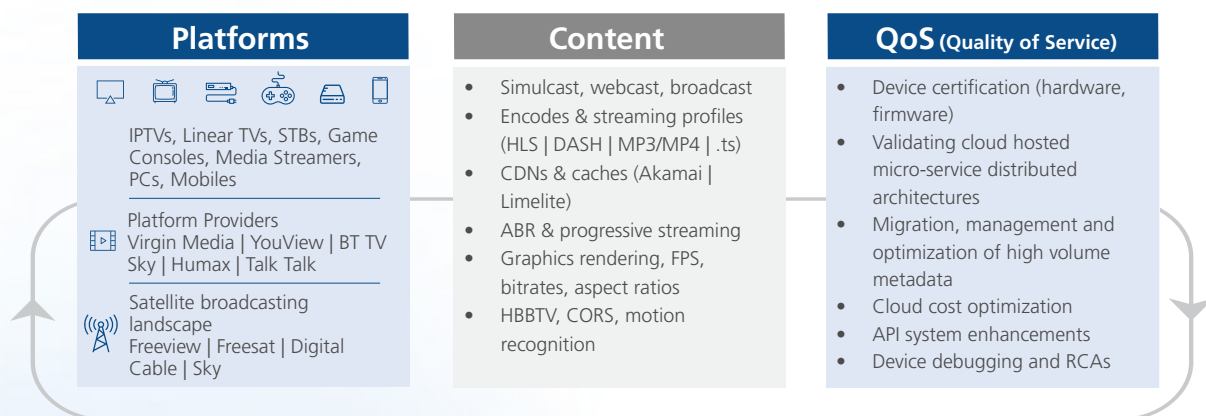 Platforms
IPTVs, Linear TVs, STBs, Game
Consoles, Media Streamers,
PCs, Mobiles
Platform Providers
Virgin Media | YouView | BT TV
Sky | Humax | Talk Talk
Satellite broadcasting
landscape
Freeview | Freesat | Digital
Cable | Sky
Content
• Simulcast, webcast, broadcast
• Encodes & streaming profiles
(HLS | DASH | MP3/MP4 | .ts)
• CDNs & caches (Akamai |
Limelite)
• ABR & progressive streaming
• Graphics rendering, FPS,
bitrates, aspect ratios
• HBBTV, CORS, motion
recognition
QoS (Quality of Service)
• Device certification (hardware,
firmware)
• Validating cloud hosted
micro-service distributed
architectures
• Migration, management and
optimization of high volume
metadata
• Cloud cost optimization
• API system enhancements
• Device debugging and RCAs